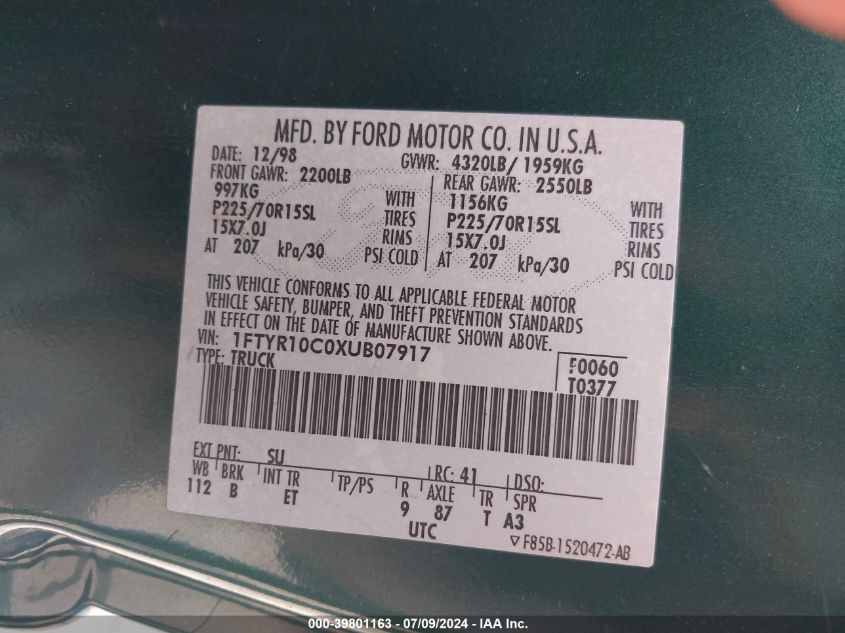 MFD. BY FORD MOTOR CO. IN U.S.A.
DATE: 12/98 GVWR: 4320LB/ 1959KG
FRONT GAWR: 2200LB REAR GAWR: 2550LB
997KG WITH 1156KG WITH
P225/70R15SL TIRES P225/70R15SL TIRES
15X7.0J RIMS 15X7.0J RIMS
AT 207 kPa/30 PSI COLD AT 207 kPa/30 PSI COLD
THIS VEHICLE CONFORMS TO ALL APPLICABLE FEDERAL MOTOR
VEHICLE SAFETY, BUMPER, AND THEFT PREVENTION STANDARDS
IN EFFECT ON THE DATE OF MANUFACTURE SHOWN ABOVE.
VIN: 1FTYR10C0XUB07917
TYPE: TRUCK F0060
T0377
EXT PNT: SU RC: 41 DSO:
WB BRK INT TR TP/PS R AXLE TR SPR
112 B ET 9 87 T A3
UTC
▽ F85B-1520472-AB
000-39801163 - 07/09/2024 - IAA Inc.